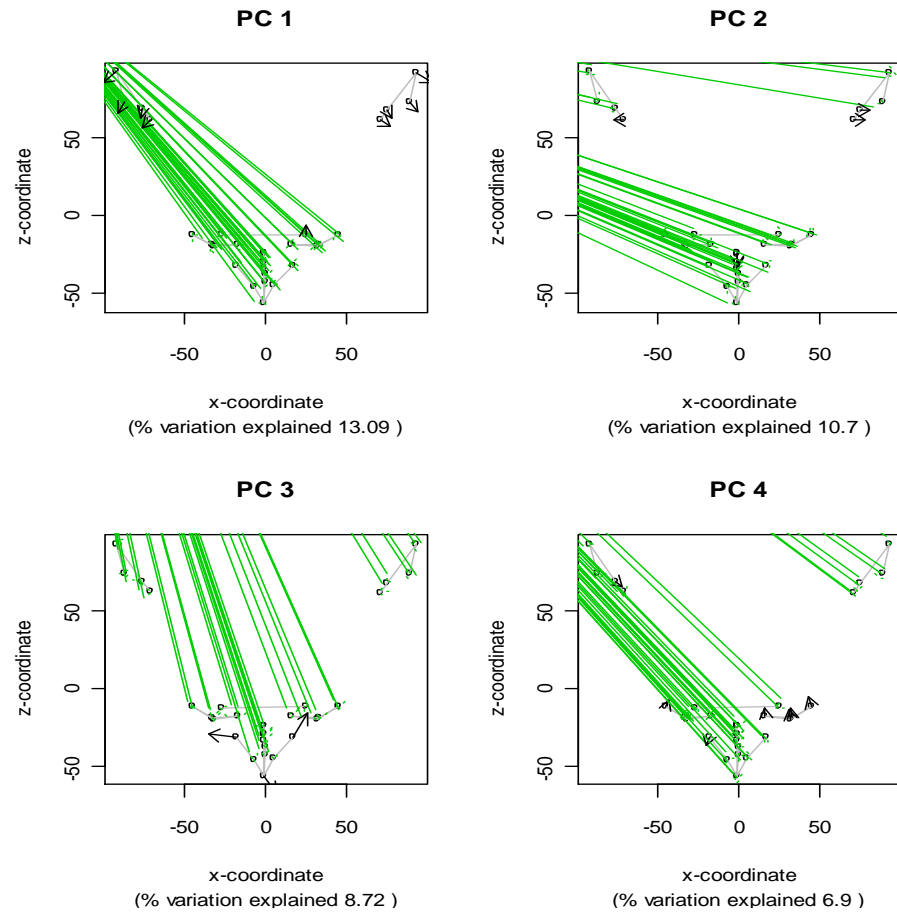 PC 1
z-coordinate
50
0
-50
-50 0 50
x-coordinate
(% variation explained 13.09 )
PC 2
z-coordinate
50
0
-50
-50 0 50
x-coordinate
(% variation explained 10.7 )
PC 3
z-coordinate
50
0
-50
-50 0 50
x-coordinate
(% variation explained 8.72 )
PC 4
z-coordinate
50
0
-50
-50 0 50
x-coordinate
(% variation explained 6.9 )